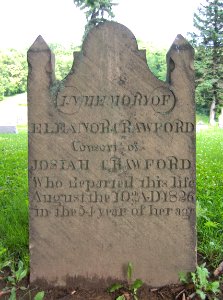 IN MEMORY OF
ELEANOR CRAWFORD
Consort of
JOSIAH CRAWFORD
Who departed this life
August the 10th A.D. 1826
in the 54 year of her age